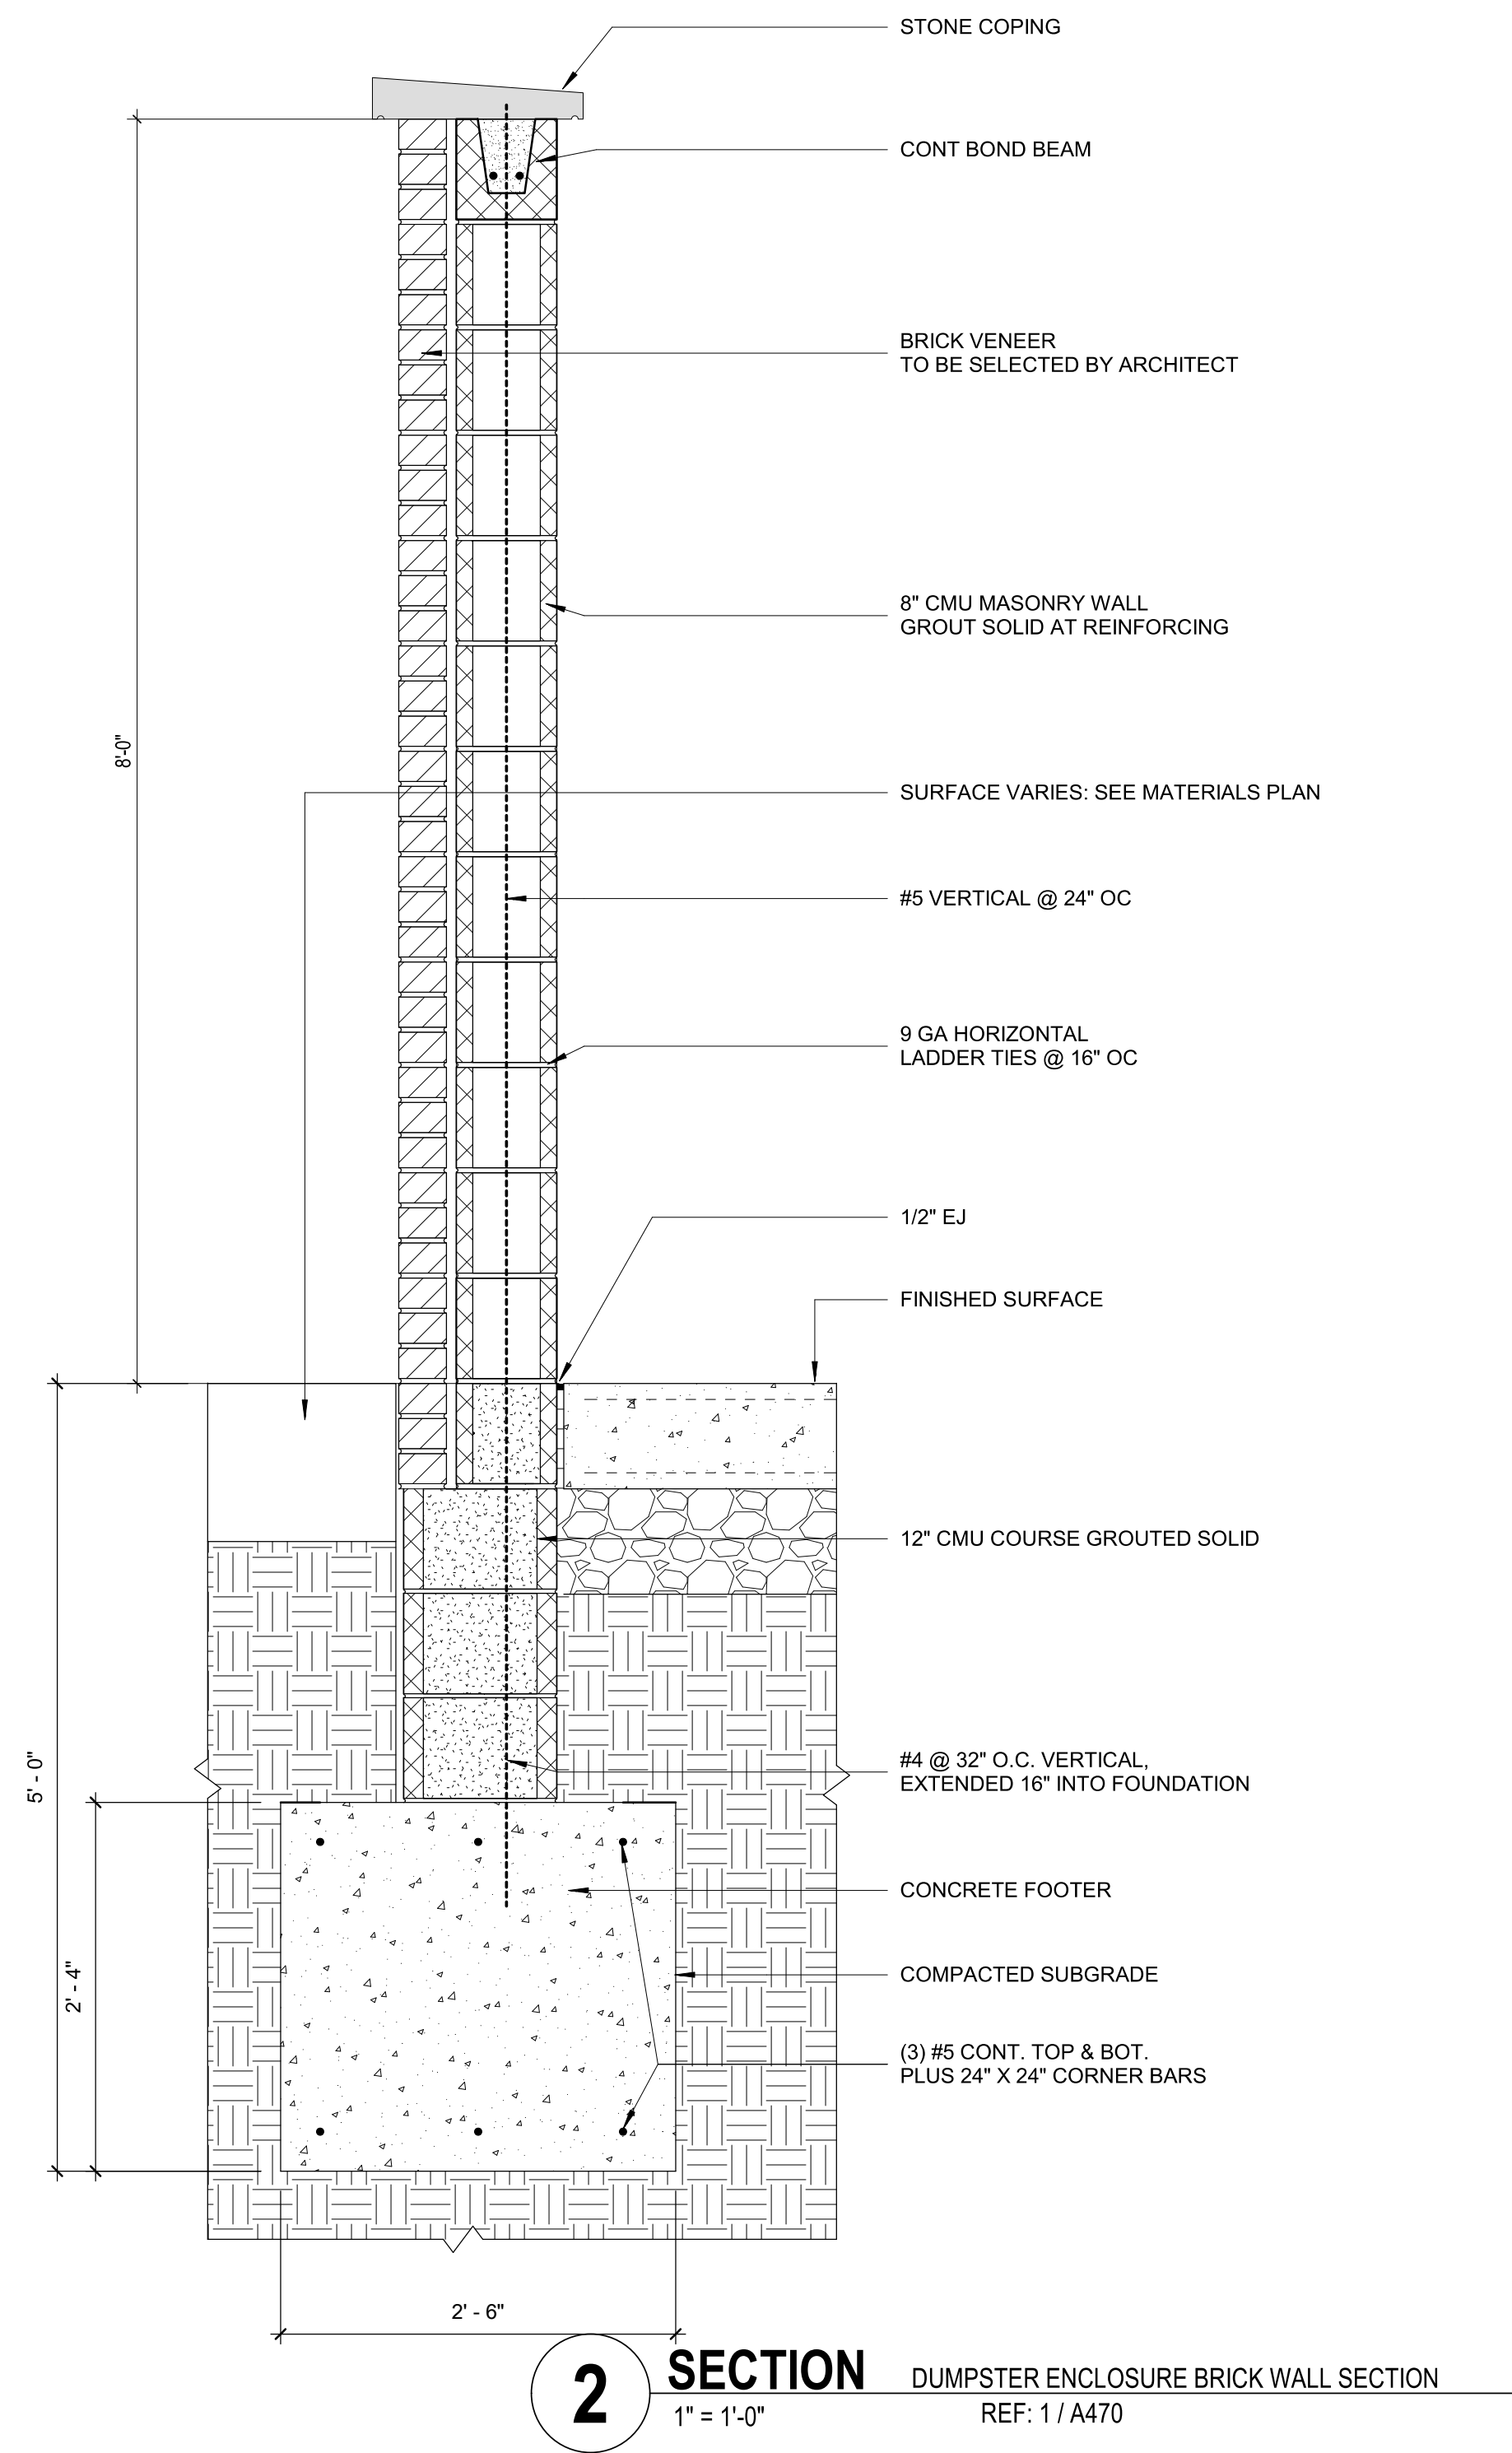 STONE COPING
CONT BOND BEAM
BRICK VENEER
TO BE SELECTED BY ARCHITECT
8" CMU MASONRY WALL
GROUT SOLID AT REINFORCING
8'-0"
SURFACE VARIES: SEE MATERIALS PLAN
#5 VERTICAL @ 24" OC
9 GA HORIZONTAL
LADDER TIES @ 16" OC
1/2" EJ
FINISHED SURFACE
12" CMU COURSE GROUTED SOLID
5' - 0"
#4 @ 32" O.C. VERTICAL,
EXTENDED 16" INTO FOUNDATION
CONCRETE FOOTER
2' - 4"
COMPACTED SUBGRADE
(3) #5 CONT. TOP & BOT.
PLUS 24" X 24" CORNER BARS
2' - 6"
2
SECTION
DUMPSTER ENCLOSURE BRICK WALL SECTION
1" = 1'-0"
REF: 1 / A470